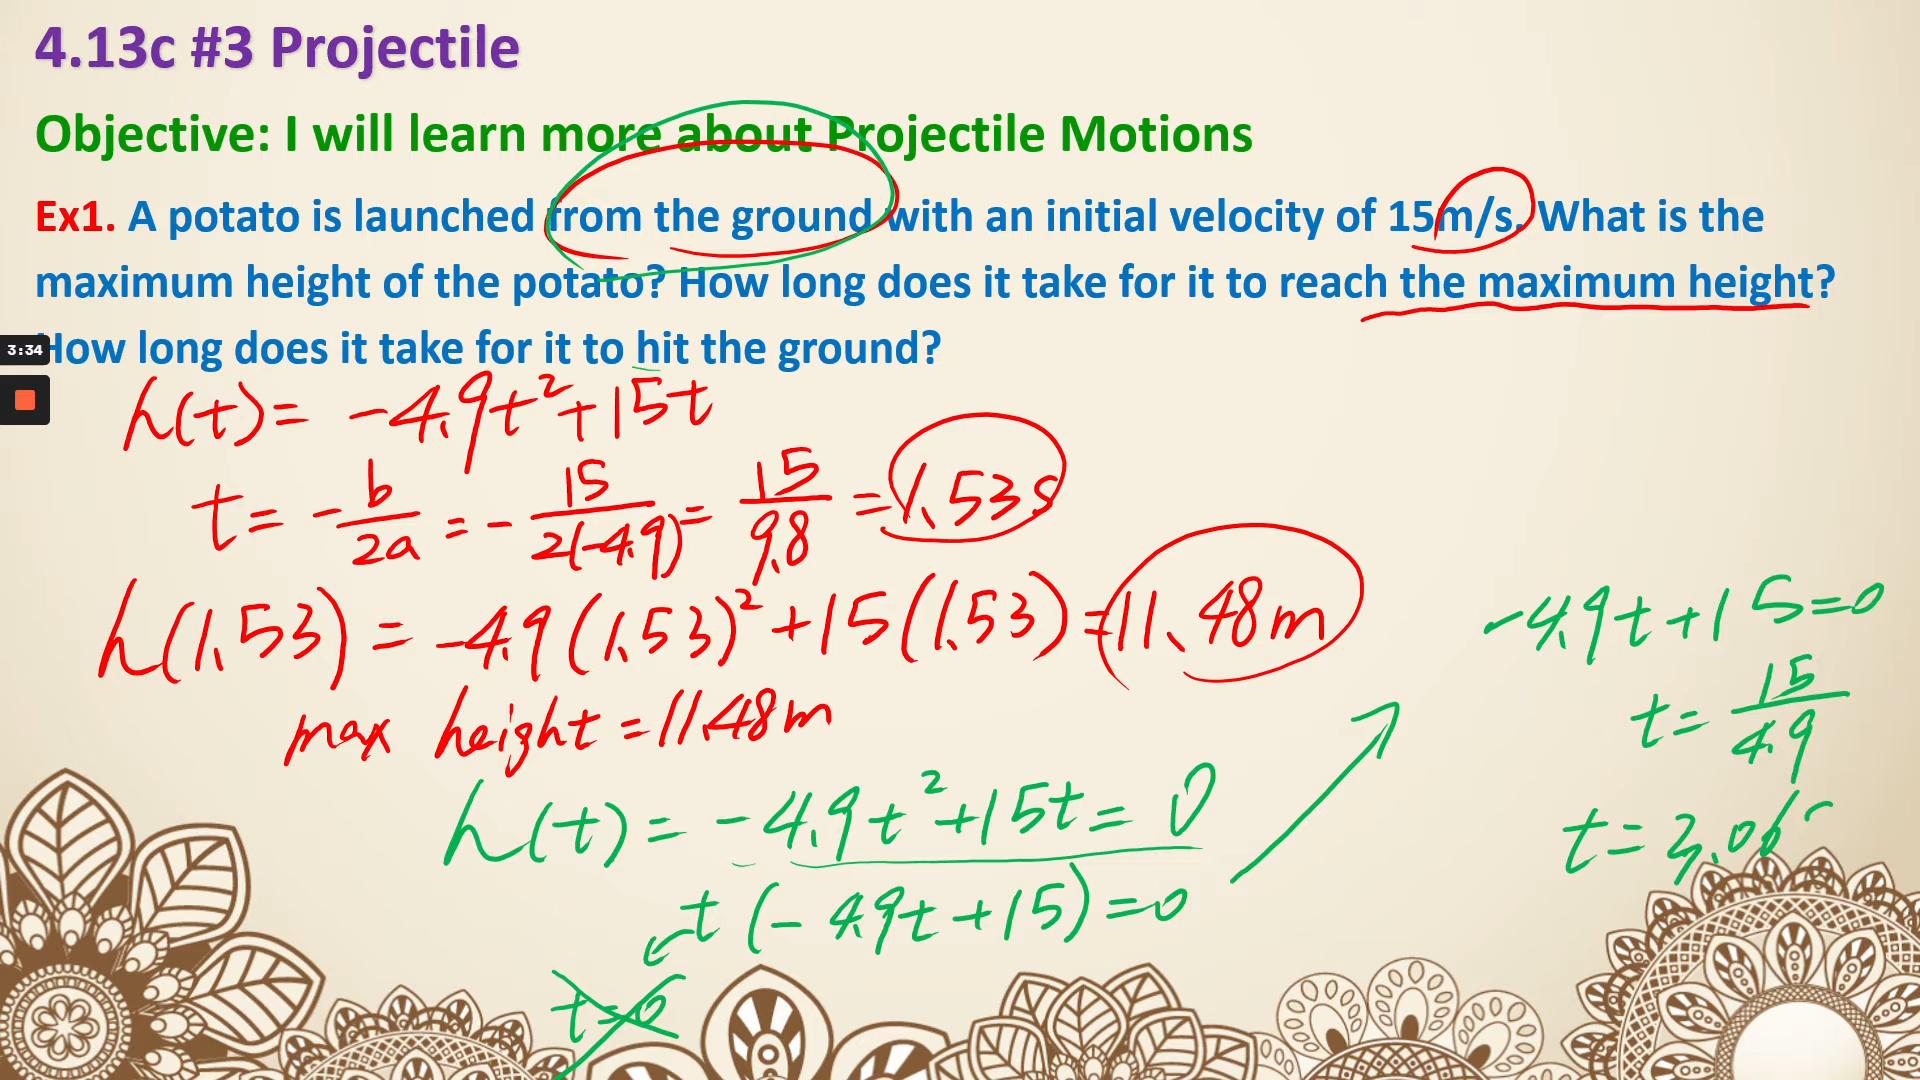 4.13c #3 Projectile
Objective: I will learn more about Projectile Motions
Ex1. A potato is launched from the ground with an initial velocity of 15m/s. What is the
maximum height of the potato? How long does it take for it to reach the maximum height?
How long does it take for it to hit the ground?
3:34
h(t) = -4.9t²+15t
t = -b/2a = -15/2(-4.9) = 15/9.8 = 1.53s
h(1.53) = -4.9(1.53)²+15(1.53) = 11.48m
max height = 11.48m
h(t) = -4.9t²+15t = 0
t(-4.9t+15)=0
t=0
-4.9t+15=0
t = 15/4.9
t = 3.06s